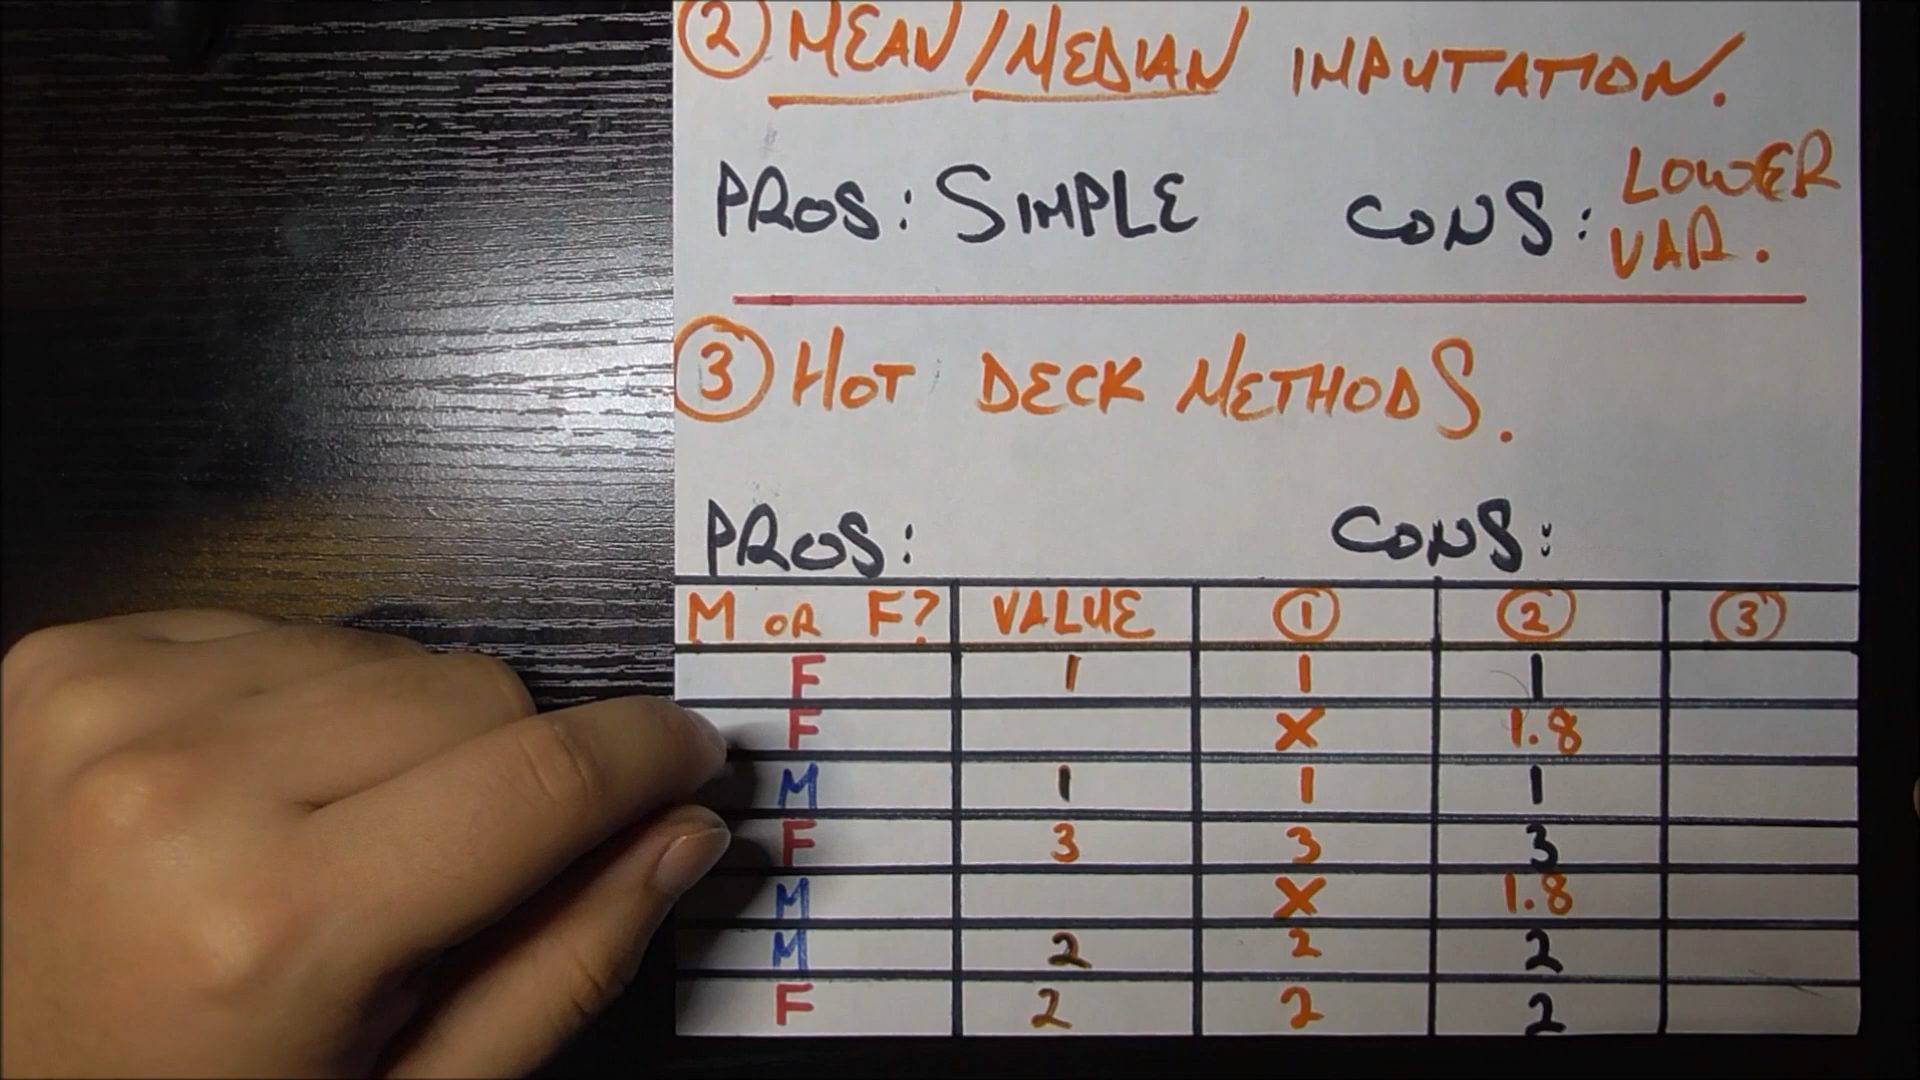 ② MEAN/MEDIAN IMPUTATION.
PROS: SIMPLE CONS: LOWER
VAR.
③ HOT DECK METHODS.
PROS: CONS:
M OR F? VALUE ① ② ③
F 1 1 1
F X 1.8
M 1 1 1
F 3 3 3
M X 1.8
M 2 2 2
F 2 2 2